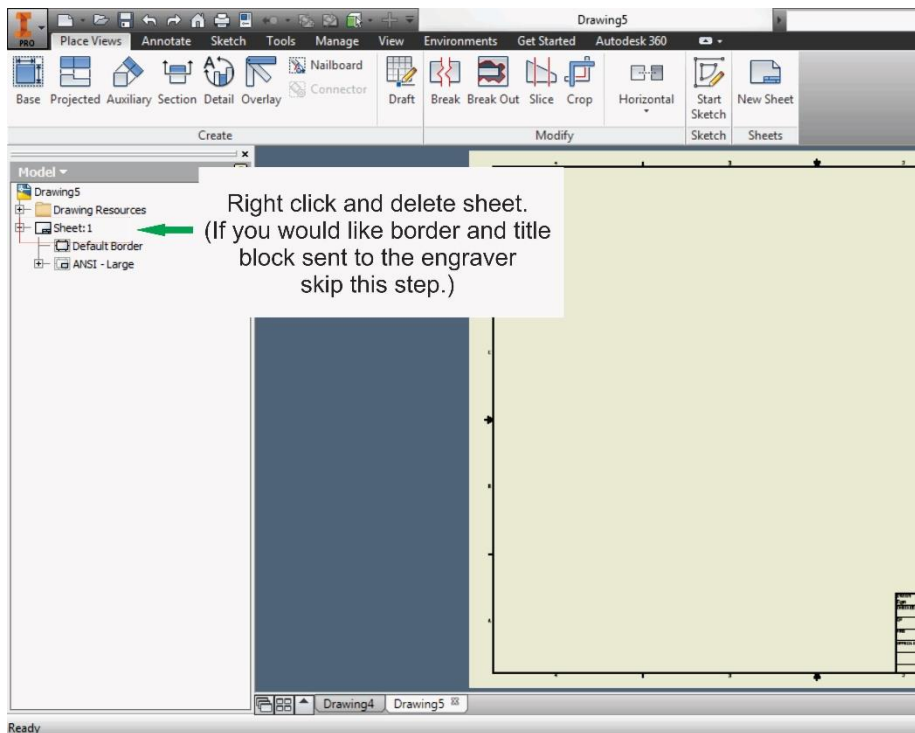 Drawing5
PRO
Place Views Annotate Sketch Tools Manage View Environments Get Started Autodesk 360
Nailboard
Connector
Base Projected Auxiliary Section Detail Overlay Draft Break Break Out Slice Crop Horizontal Start Sketch New Sheet
Create Modify Sketch Sheets
Model
Drawing5
Drawing Resources
Sheet:1
Default Border
ANSI - Large
Right click and delete sheet.
(If you would like border and title
block sent to the engraver
skip this step.)
Drawing4 Drawing5
Ready